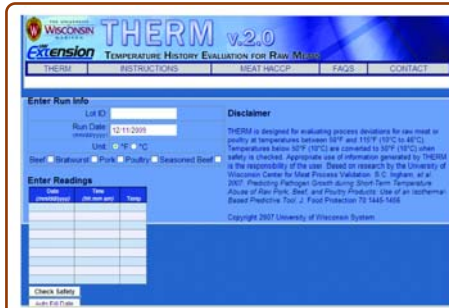 THE UNIVERSITY
WISCONSIN
MADISON
THERM v.2.0
Extension
TEMPERATURE HISTORY EVALUATION FOR RAW MEATS
THERM INSTRUCTIONS MEAT HACCP FAQS CONTACT
Enter Run Info
Lot ID:
Run Date: 12/11/2009
(mm/dd/yyyy)
Unit: °F °C
Beef Bratwurst Pork Poultry Seasoned Beef
Disclaimer
THERM is designed for evaluating process deviations for raw meat or
poultry at temperatures between 50°F and 115°F (10°C to 46°C).
Temperatures below 50°F (10°C) are converted to 50°F (10°C) when
safety is checked. Appropriate use of information generated by THERM
is the responsibility of the user. Based on research by the University of
Wisconsin Center for Meat Process Validation. S.C. Ingham, et al
2007. Predicting Pathogen Growth during Short-Term Temperature
Abuse of Raw Pork, Beef, and Poultry Products: Use of an Isothermal-
Based Predictive Tool. J. Food Protection 70:1445-1456.
Copyright 2007 University of Wisconsin System
Enter Readings
Date Time Temp
(mm/dd/yyyy) (hh:mm am)
Check Safety
Auto Fill Date